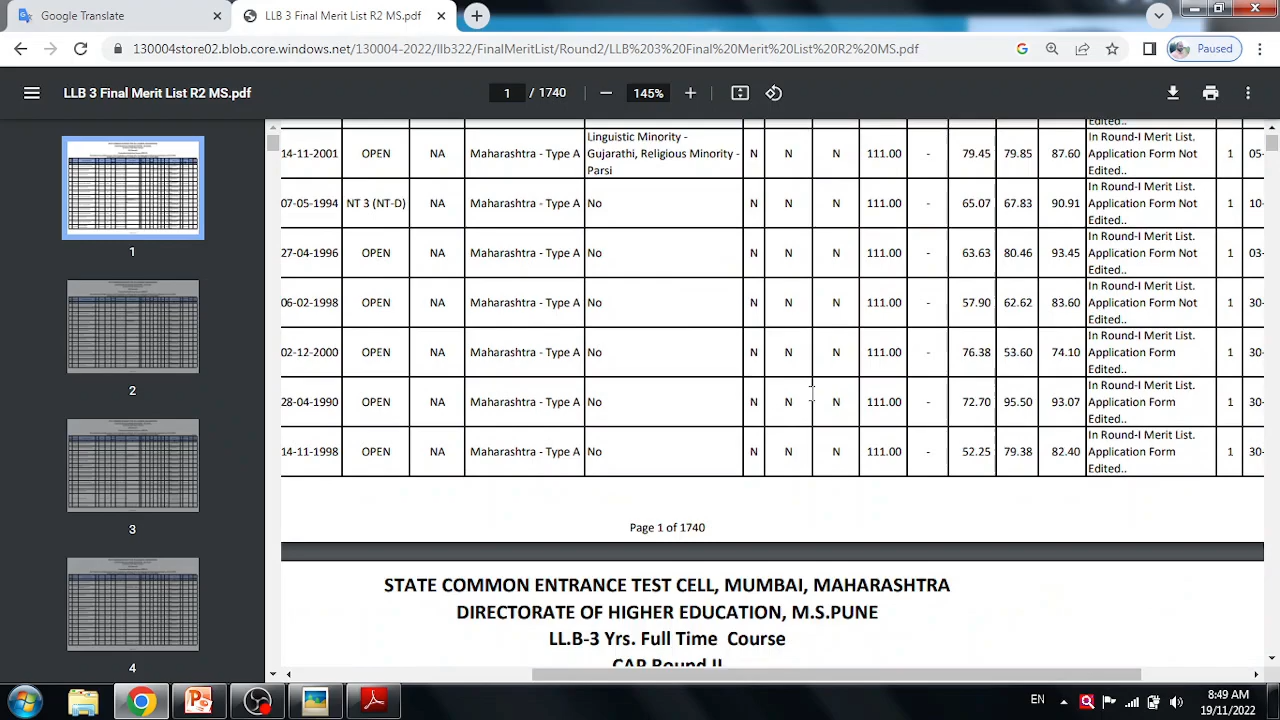 Google Translate
LLB 3 Final Merit List R2 MS.pdf
130004store02.blob.core.windows.net/130004-2022/llb322/FinalMeritList/Round2/LLB%203%20Final%20Merit%20List%20R2%20MS.pdf
Paused
LLB 3 Final Merit List R2 MS.pdf
1 / 1740
145%
Edited..
14-11-2001 OPEN NA Maharashtra - Type A Linguistic Minority - Gujarathi, Religious Minority - Parsi N N N 111.00 - 79.45 79.85 87.60 In Round-I Merit List. Application Form Not Edited.. 1 05-
07-05-1994 NT 3 (NT-D) NA Maharashtra - Type A No N N N 111.00 - 65.07 67.83 90.91 In Round-I Merit List. Application Form Not Edited.. 1 10-
27-04-1996 OPEN NA Maharashtra - Type A No N N N 111.00 - 63.63 80.46 93.45 In Round-I Merit List. Application Form Not Edited.. 1 03-
06-02-1998 OPEN NA Maharashtra - Type A No N N N 111.00 - 57.90 62.62 83.60 In Round-I Merit List. Application Form Not Edited.. 1 30-
02-12-2000 OPEN NA Maharashtra - Type A No N N N 111.00 - 76.38 53.60 74.10 In Round-I Merit List. Application Form Edited.. 1 30-
28-04-1990 OPEN NA Maharashtra - Type A No N N N 111.00 - 72.70 95.50 93.07 In Round-I Merit List. Application Form Edited.. 1 30-
14-11-1998 OPEN NA Maharashtra - Type A No N N N 111.00 - 52.25 79.38 82.40 In Round-I Merit List. Application Form Edited.. 1 30-
Page 1 of 1740
STATE COMMON ENTRANCE TEST CELL, MUMBAI, MAHARASHTRA
DIRECTORATE OF HIGHER EDUCATION, M.S.PUNE
LL.B-3 Yrs. Full Time Course
CAP Round II
1
2
3
4
EN
8:49 AM
19/11/2022